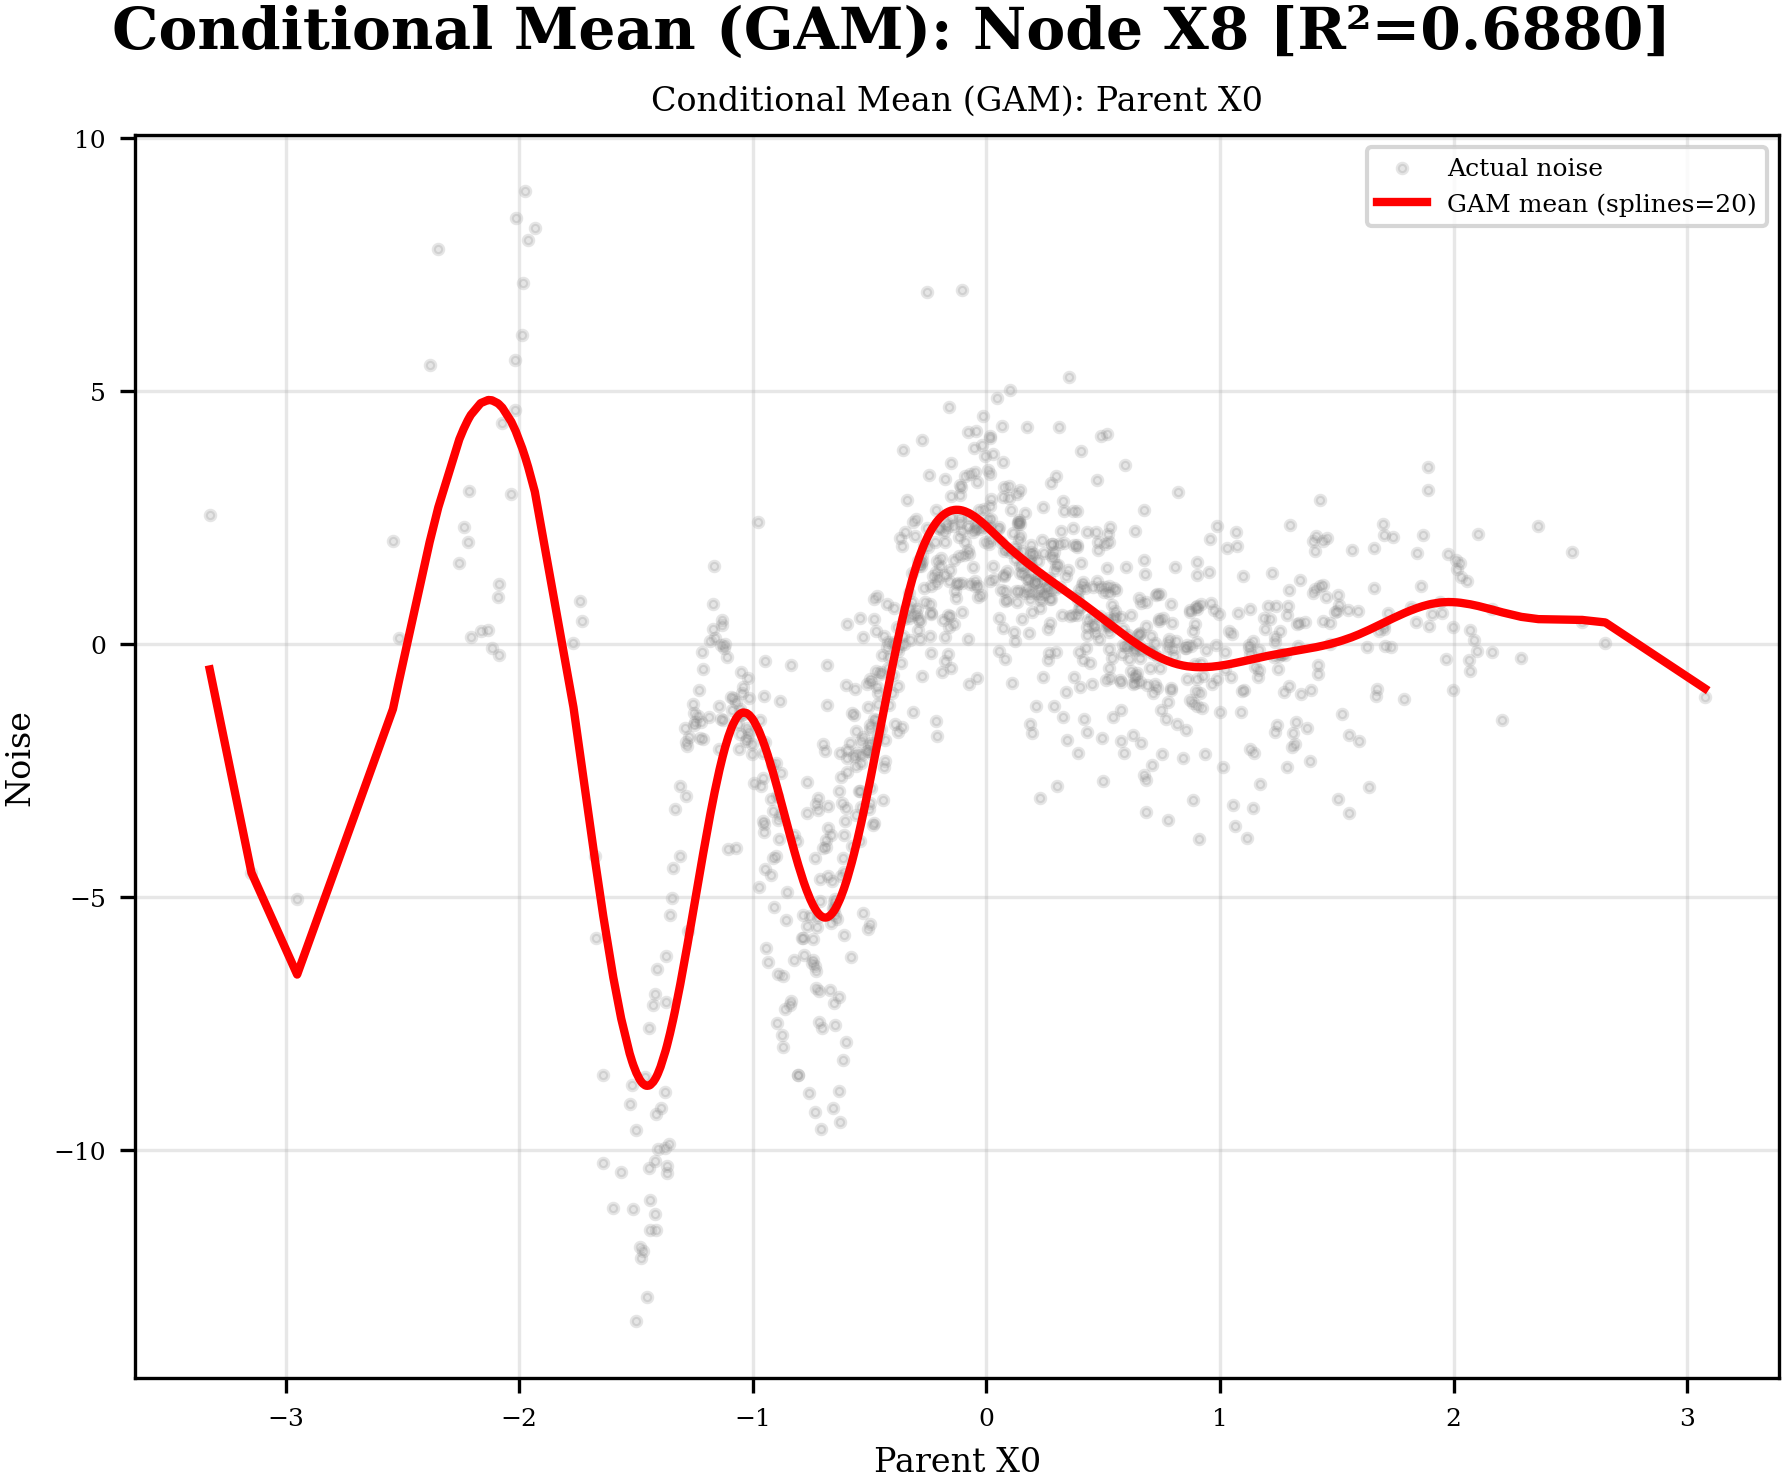 Conditional Mean (GAM): Node X8 [R²=0.6880]
Conditional Mean (GAM): Parent X0
Actual noise
GAM mean (splines=20)
Noise
10
5
0
−5
−10
−3
−2
−1
0
1
2
3
Parent X0